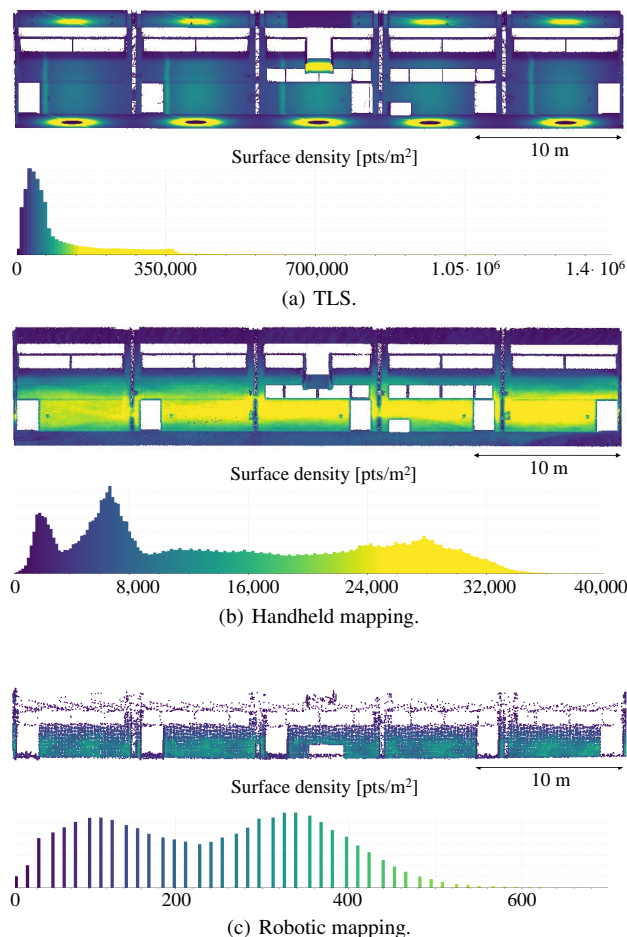 10 m
Surface density [pts/m²]
0 350,000 700,000 1.05· 10⁶ 1.4· 10⁶
(a) TLS.
10 m
Surface density [pts/m²]
0 8,000 16,000 24,000 32,000 40,000
(b) Handheld mapping.
10 m
Surface density [pts/m²]
0 200 400 600
(c) Robotic mapping.